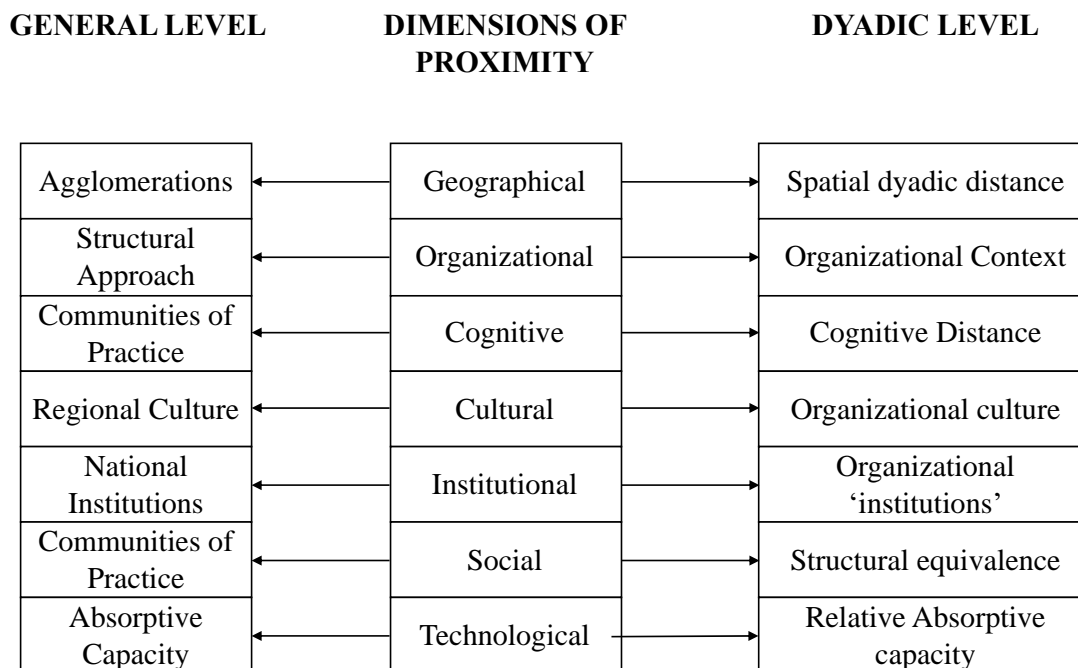 GENERAL LEVEL
DIMENSIONS OF
PROXIMITY
DYADIC LEVEL
Agglomerations
Geographical
Spatial dyadic distance
Structural
Approach
Organizational
Organizational Context
Communities of
Practice
Cognitive
Cognitive Distance
Regional Culture
Cultural
Organizational culture
National
Institutions
Institutional
Organizational
‘institutions’
Communities of
Practice
Social
Structural equivalence
Absorptive
Capacity
Technological
Relative Absorptive
capacity